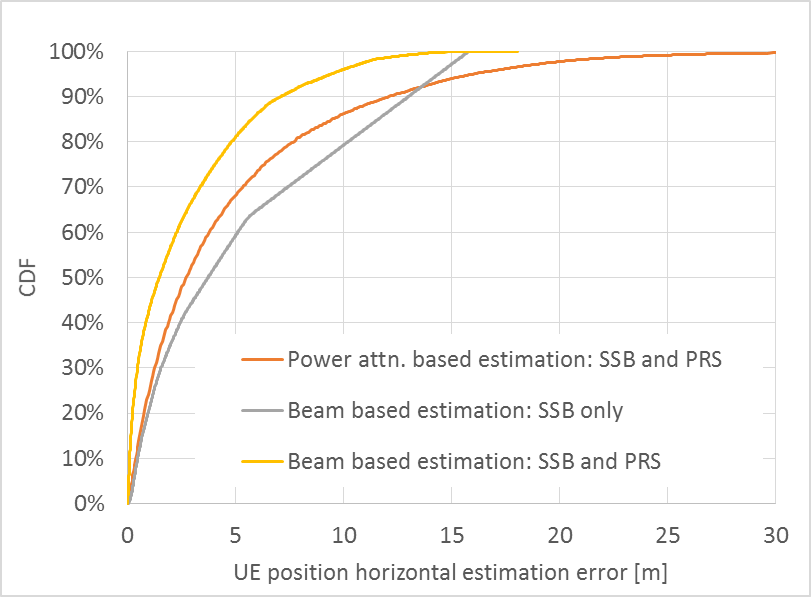 100%
90%
80%
70%
60%
50%
40%
30%
20%
10%
0%
CDF
Power attn. based estimation: SSB and PRS
Beam based estimation: SSB only
Beam based estimation: SSB and PRS
0 5 10 15 20 25 30
UE position horizontal estimation error [m]